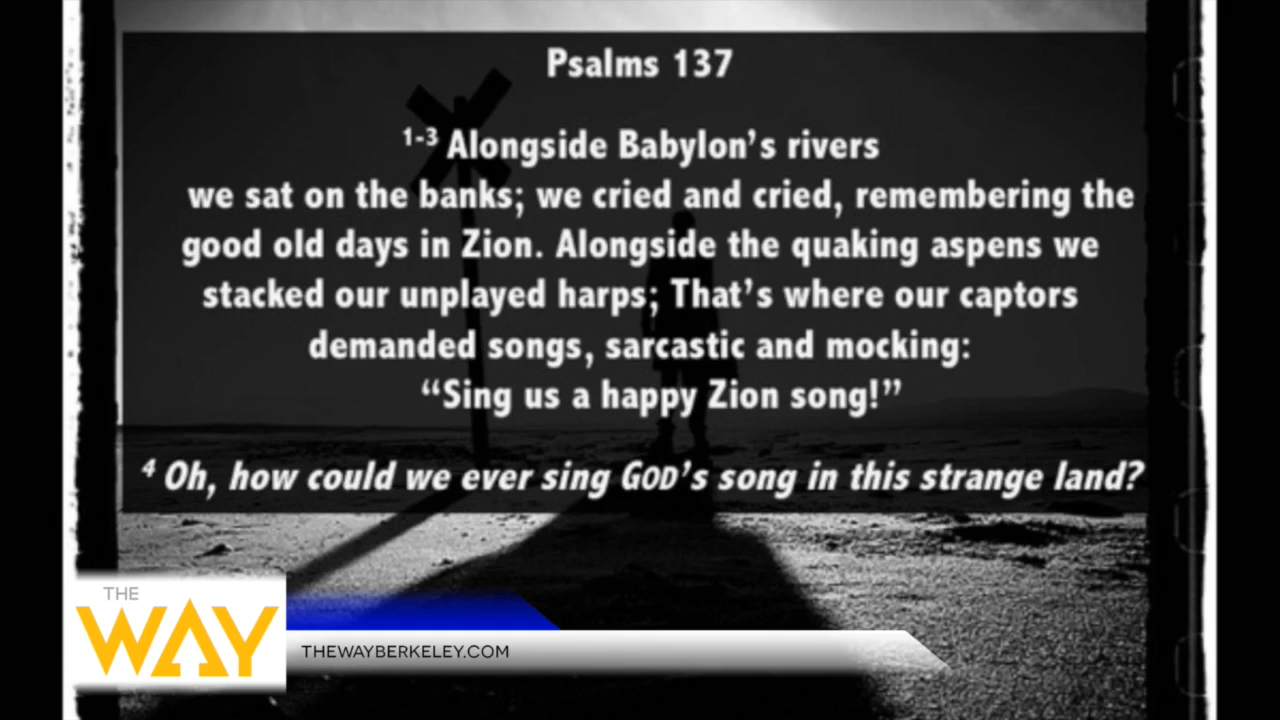 Psalms 137
1-3 Alongside Babylon’s rivers
we sat on the banks; we cried and cried, remembering the
good old days in Zion. Alongside the quaking aspens we
stacked our unplayed harps; That’s where our captors
demanded songs, sarcastic and mocking:
“Sing us a happy Zion song!”
4 Oh, how could we ever sing GOD’s song in this strange land?
THE
WAY
THEWAYBERKELEY.COM